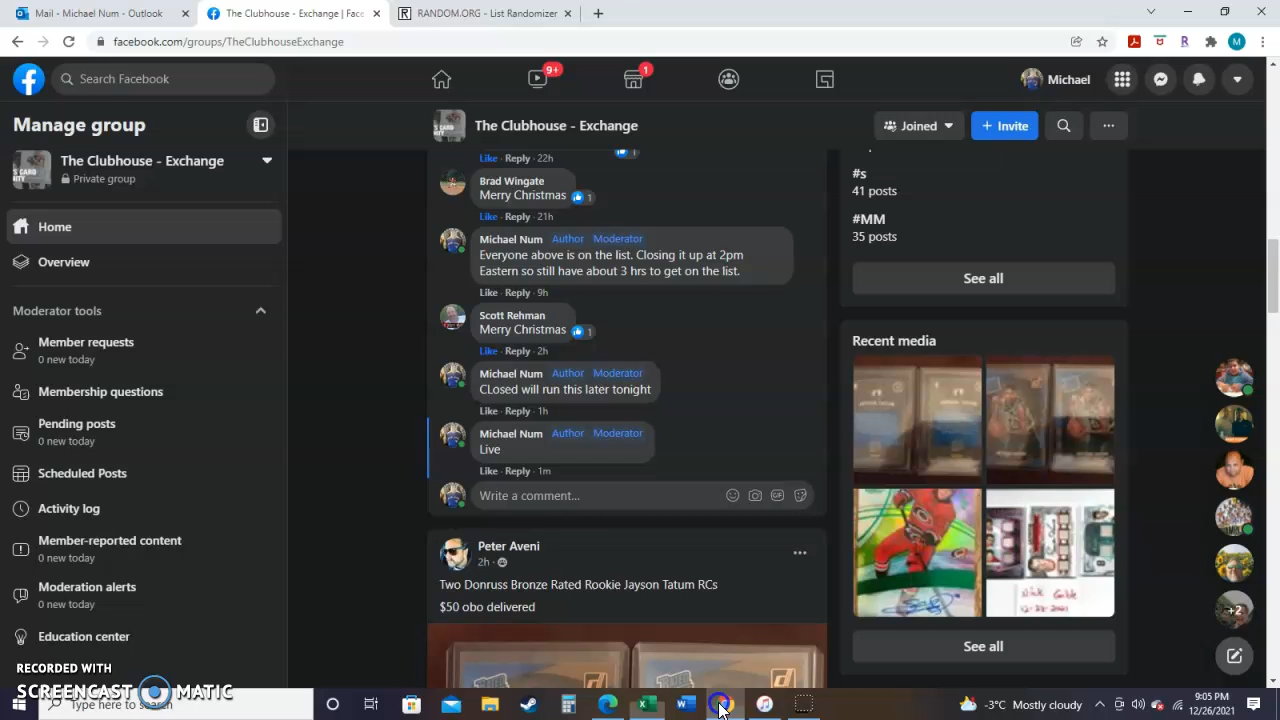 Mail - Michael Num - Outlook
The Clubhouse - Exchange | Face
RANDOM.ORG - List Randomizer
facebook.com/groups/TheClubhouseExchange
Search Facebook
9+
1
Michael
Manage group
The Clubhouse - Exchange
Private group
Home
Overview
Moderator tools
Member requests
0 new today
Membership questions
Pending posts
0 new today
Scheduled Posts
Activity log
Member-reported content
0 new today
Moderation alerts
0 new today
Education center
The Clubhouse - Exchange
Joined
+ Invite
Like · Reply · 22h
1
Brad Wingate
Merry Christmas
1
Like · Reply · 21h
Michael Num Author Moderator
Everyone above is on the list. Closing it up at 2pm
Eastern so still have about 3 hrs to get on the list.
Like · Reply · 9h
Scott Rehman
Merry Christmas
1
Like · Reply · 2h
Michael Num Author Moderator
CLosed will run this later tonight
Like · Reply · 1h
Michael Num Author Moderator
Live
Like · Reply · 1m
Write a comment...
Peter Aveni
2h
Two Donruss Bronze Rated Rookie Jayson Tatum RCs
$50 obo delivered
#s
41 posts
#MM
35 posts
See all
Recent media
See all
+2
RECORDED WITH
SCREENCAST MATIC
Type here to search
-3°C Mostly cloudy
9:05 PM
12/26/2021